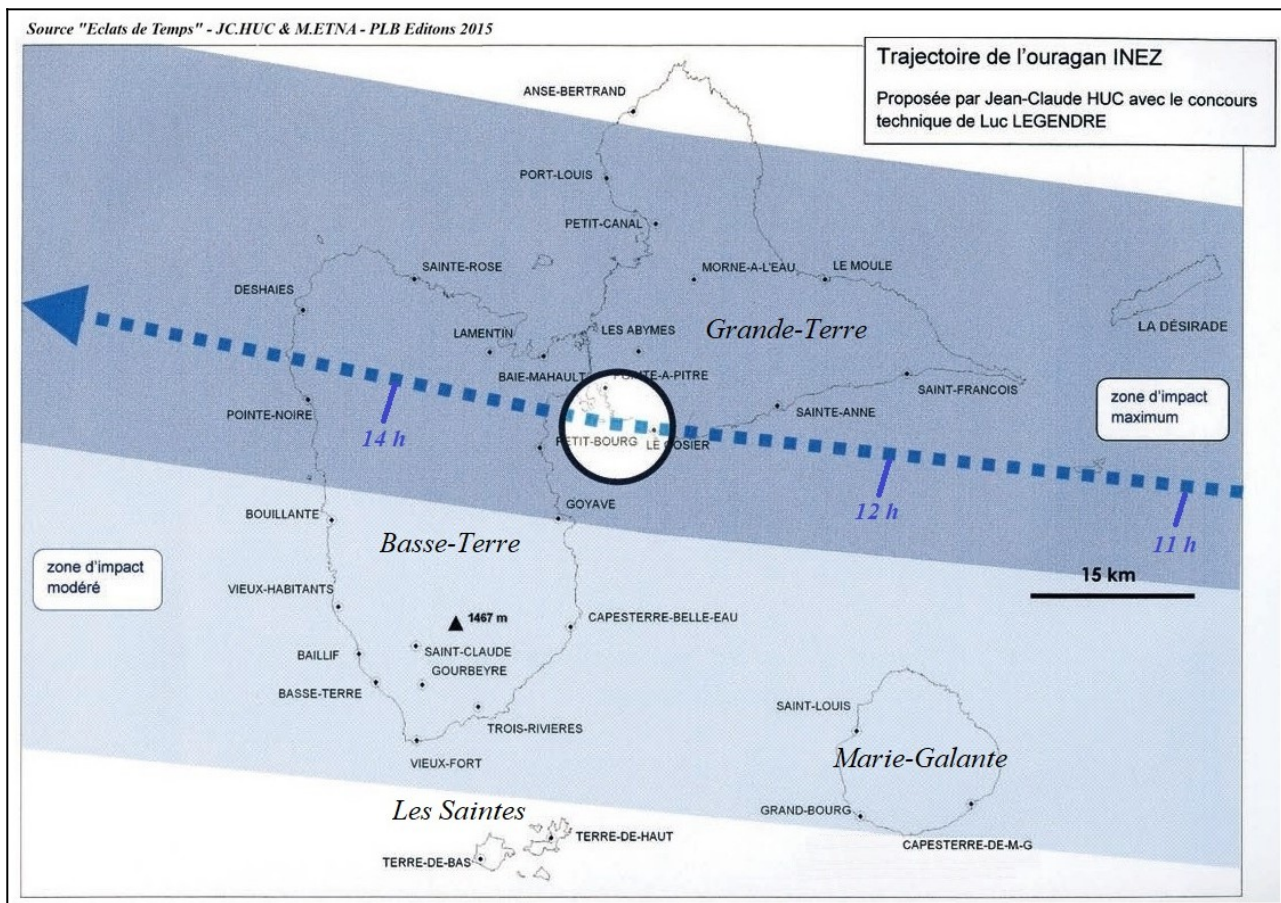 Source "Eclats de Temps" - JC.HUC & M.ETNA - PLB Editons 2015
Trajectoire de l'ouragan INEZ
Proposée par Jean-Claude HUC avec le concours
technique de Luc LEGENDRE
ANSE-BERTRAND
PORT-LOUIS
PETIT-CANAL
SAINTE-ROSE
MORNE-A-L'EAU
LE MOULE
DESHAIES
LA DÉSIRADE
LAMENTIN
LES ABYMES
Grande-Terre
BAIE-MAHAULT
POINTE-A-PITRE
SAINT-FRANCOIS
POINTE-NOIRE
SAINTE-ANNE
zone d'impact
maximum
14 h
PETIT-BOURG
LE GOSIER
GOYAVE
12 h
11 h
BOUILLANTE
Basse-Terre
zone d'impact
modéré
15 km
VIEUX-HABITANTS
1467 m
CAPESTERRE-BELLE-EAU
BAILLIF
SAINT-CLAUDE
GOURBEYRE
BASSE-TERRE
TROIS-RIVIERES
SAINT-LOUIS
VIEUX-FORT
Marie-Galante
Les Saintes
GRAND-BOURG
TERRE-DE-HAUT
CAPESTERRE-DE-M-G
TERRE-DE-BAS